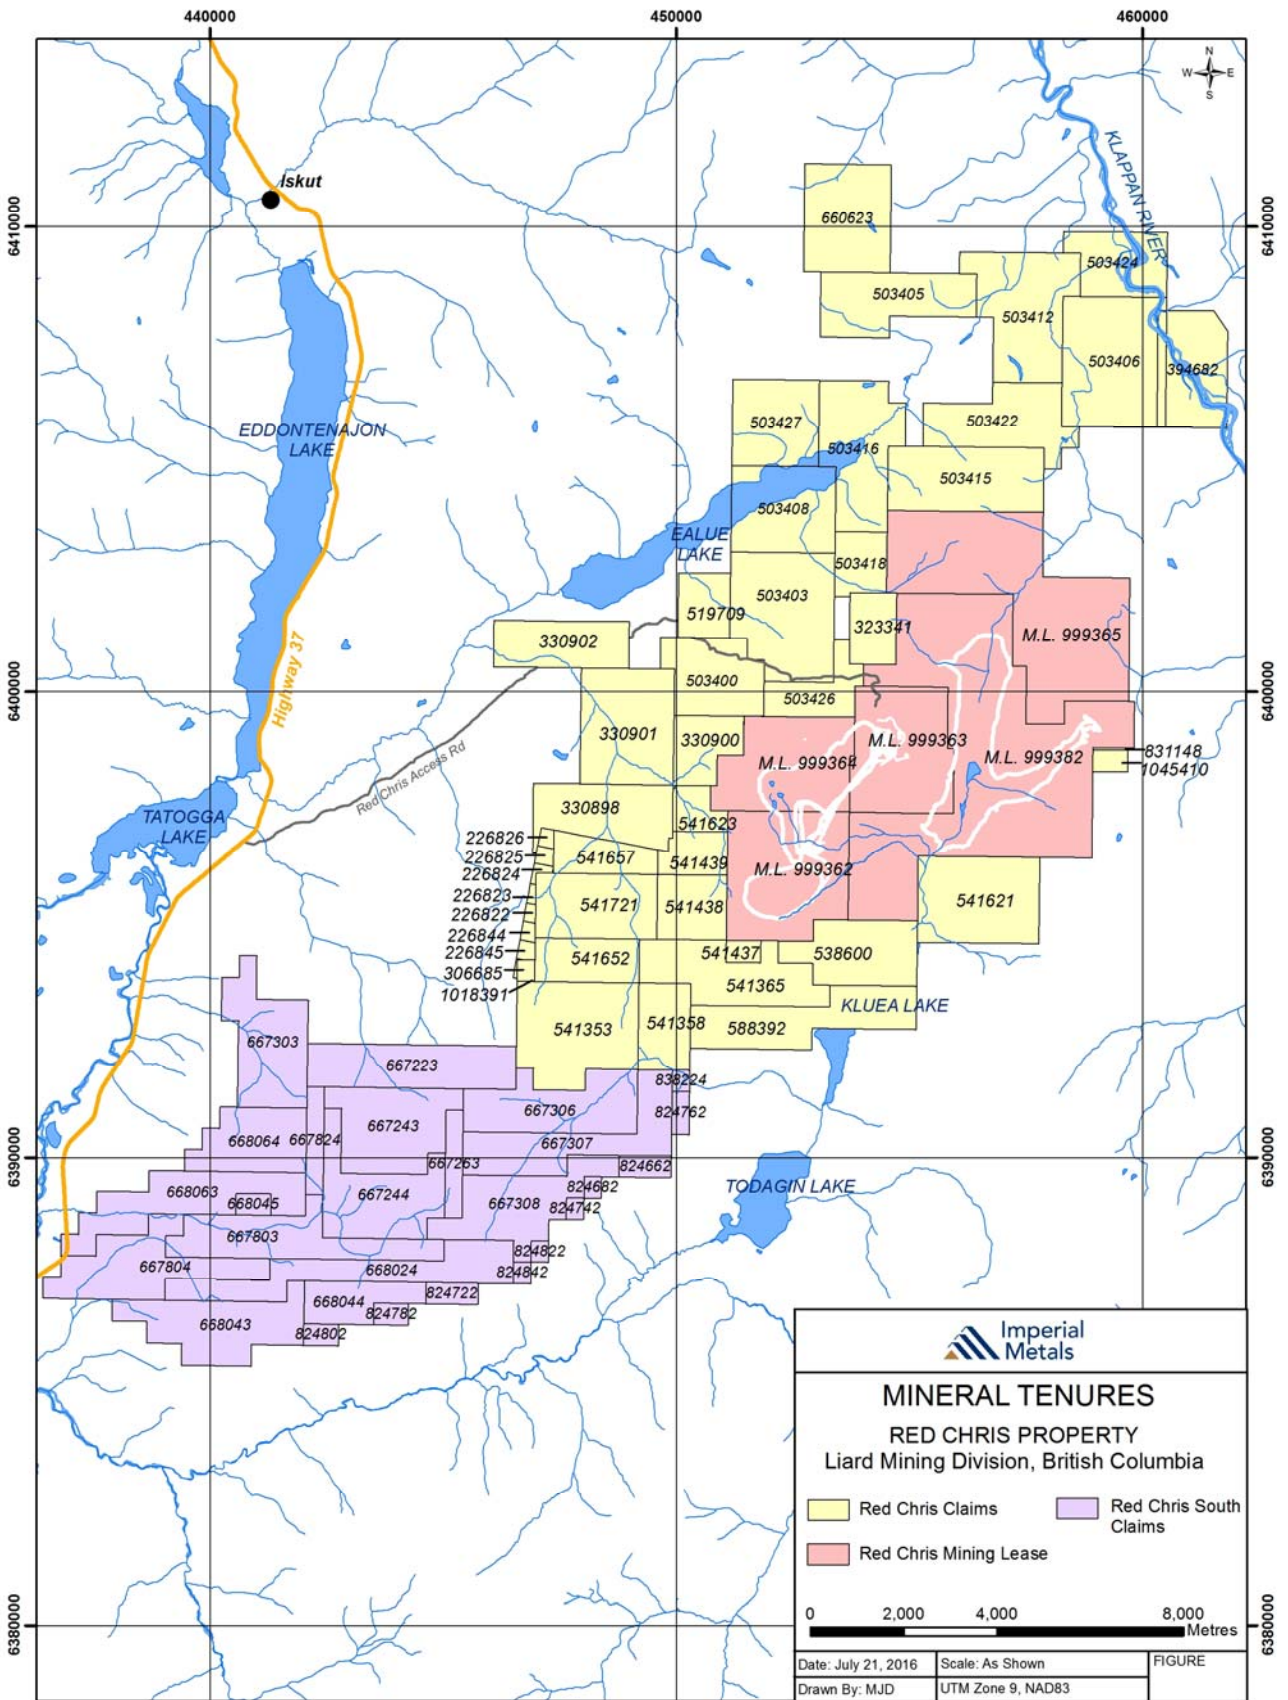 440000
450000
460000
N
W E
S
KLAPPAN RIVER
Iskut
6410000
6410000
660623
503424
503405
503412
503406
394682
503427
503422
EDDONTENAJON
LAKE
503416
503415
503408
EALUE
LAKE
503418
503403
519709
323341
M.L. 999365
330902
Highway 37
503400
503426
6400000
6400000
330901
330900
M.L. 999363
M.L. 999364
M.L. 999382
831148
1045410
Red Chris Access Rd
330898
TATOGGA
LAKE
541623
226826
226825
226824
541657
541439
M.L. 999362
226823
226822
541721
541438
541621
226844
226845
306685
1018391
541652
541437
538600
541365
KLUEA LAKE
541353
541358
588392
667303
667223
838224
667306
824762
667243
668064
667824
667307
667263
824662
6390000
6390000
668063
668045
667244
667308
824682
824742
TODAGIN LAKE
667803
824822
667804
668024
824842
824722
668044
824782
668043
824802
Imperial
Metals
MINERAL TENURES
RED CHRIS PROPERTY
Liard Mining Division, British Columbia
Red Chris Claims
Red Chris South
Claims
Red Chris Mining Lease
0 2,000 4,000 8,000
Metres
6380000
6380000
Date: July 21, 2016
Scale: As Shown
FIGURE
Drawn By: MJD
UTM Zone 9, NAD83